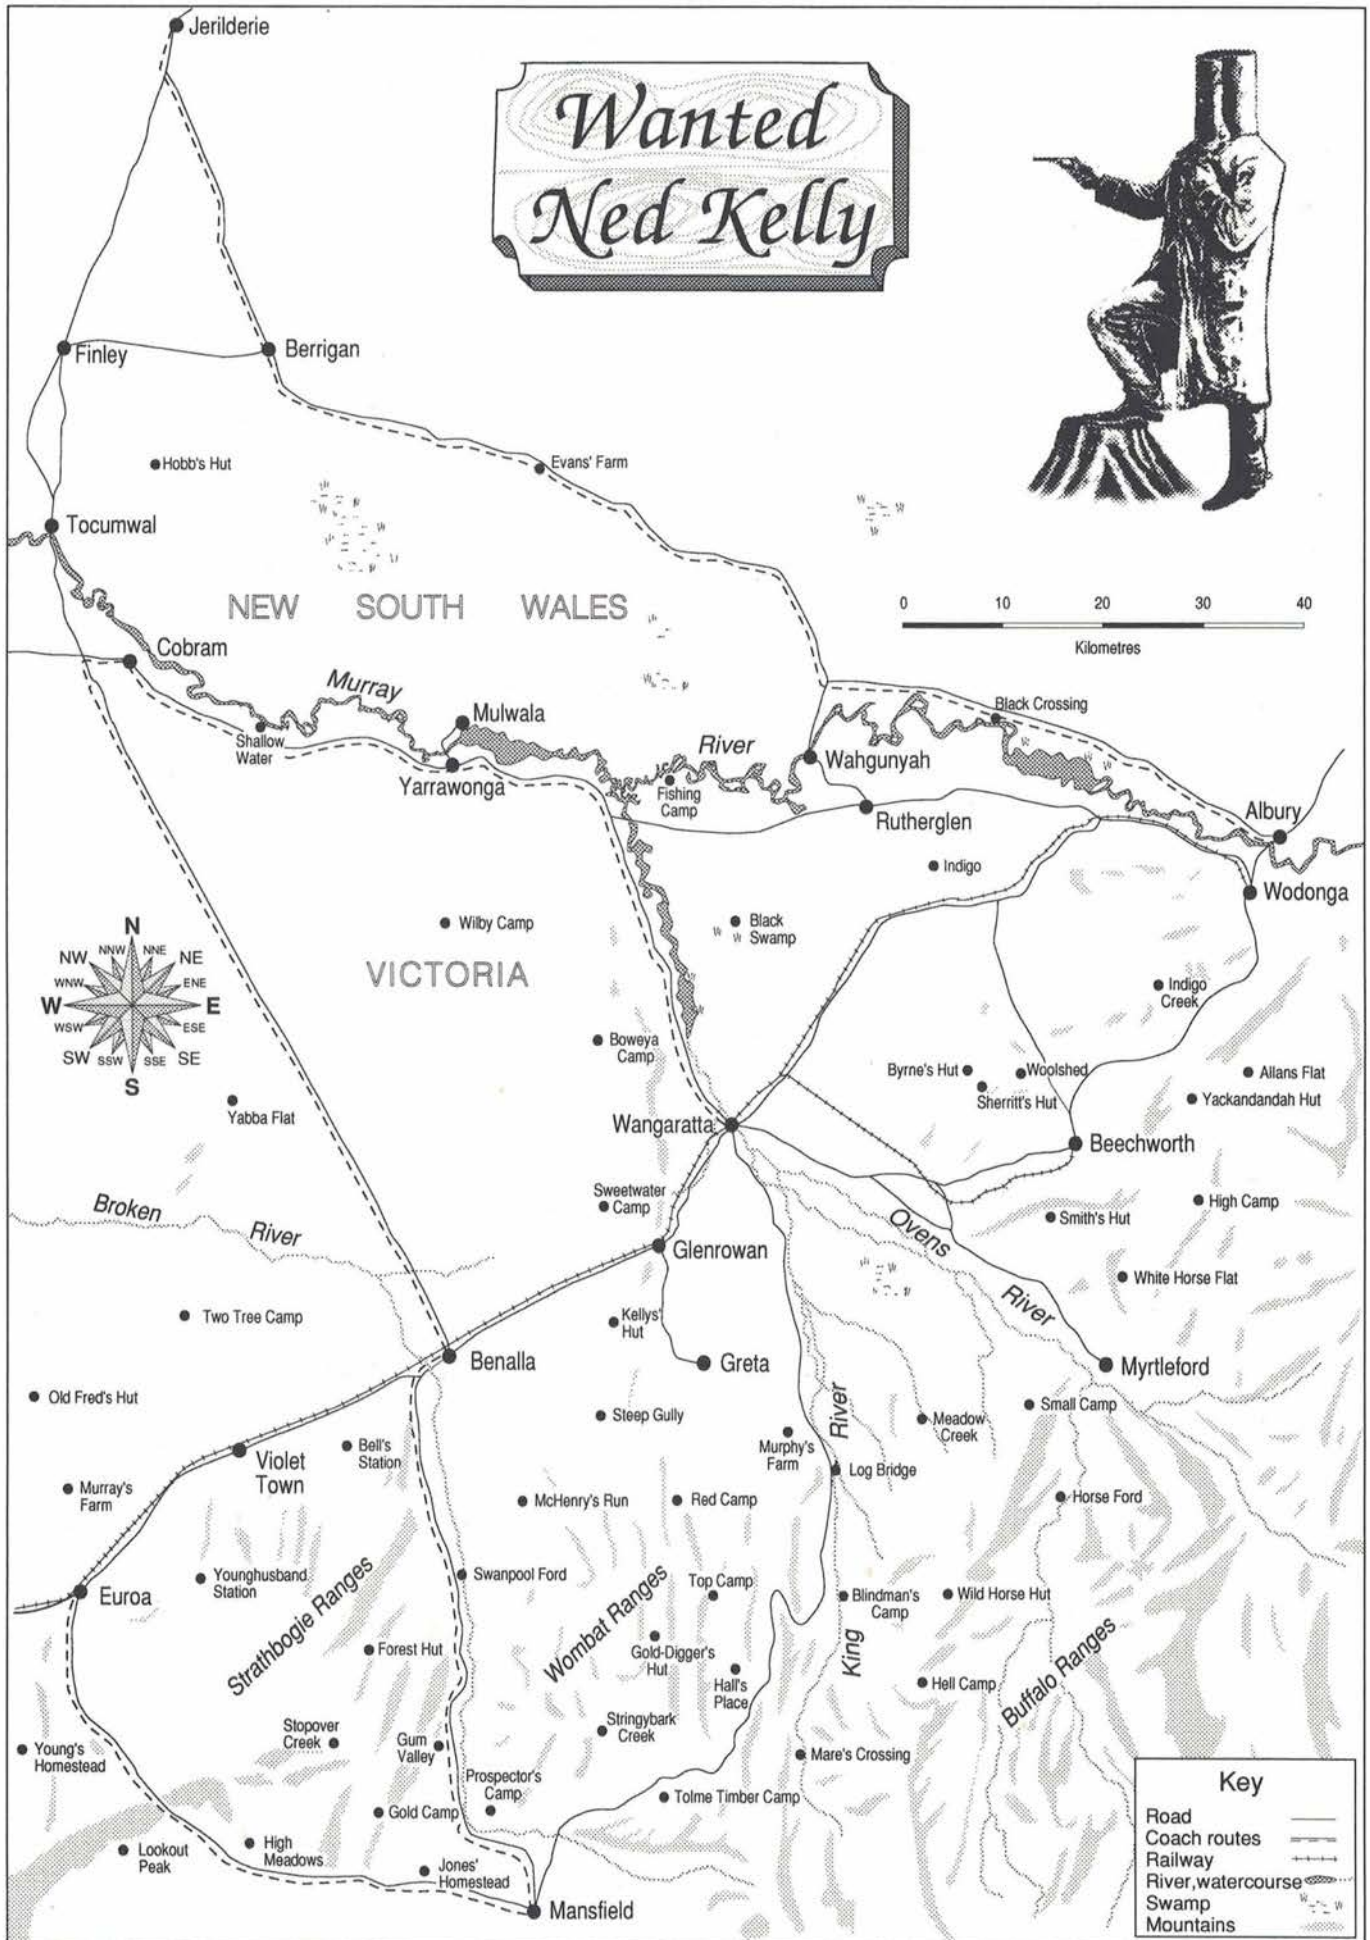 Jerilderie
Wanted
Ned Kelly
Finley
Berrigan
Hobb's Hut
Evans' Farm
Tocumwal
NEW SOUTH WALES
0 10 20 30 40
Kilometres
Cobram
Murray
Mulwala
Black Crossing
Shallow
Water
River
Wahgunyah
Yarrawonga
Fishing
Camp
Rutherglen
Albury
Indigo
Wodonga
Wilby Camp
Black
Swamp
N
NNW NNE
NW NE
WNW ENE
W E
WSW ESE
SW SE
SSW SSE
S
VICTORIA
Indigo
Creek
Boweya
Camp
Byrne's Hut
Woolshed
Allans Flat
Sherritt's Hut
Yackandandah Hut
Yabba Flat
Wangaratta
Beechworth
Sweetwater
Camp
High Camp
Broken
River
Smith's Hut
Ovens
River
Glenrowan
White Horse Flat
Two Tree Camp
Kellys'
Hut
Benalla
Greta
Myrtleford
Old Fred's Hut
Steep Gully
River
Meadow
Creek
Small Camp
Bell's
Station
Murphy's
Farm
Violet
Town
Log Bridge
Murray's
Farm
McHenry's Run
Red Camp
Horse Ford
Younghusband
Station
Swanpool Ford
Top Camp
Euroa
Strathbogie Ranges
Wombat Ranges
Blindman's
Camp
Wild Horse Hut
Forest Hut
Gold-Digger's
Hut
King
Hall's
Place
Hell Camp
Buffalo Ranges
Stopover
Creek
Gum
Valley
Stringybark
Creek
Young's
Homestead
Mare's Crossing
Prospector's
Camp
Tolme Timber Camp
Gold Camp
Lookout
Peak
High
Meadows
Jones'
Homestead
Mansfield
Key
Road
Coach routes
Railway
River,watercourse
Swamp
Mountains